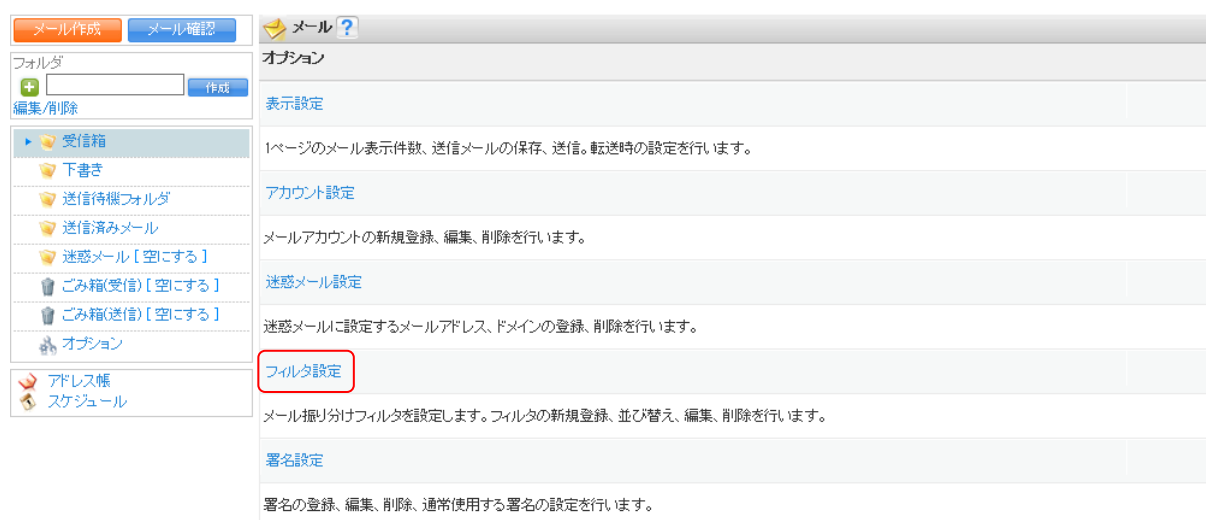 メール作成 メール確認
フォルダ
作成
編集/削除
受信箱
下書き
送信待機フォルダ
送信済みメール
迷惑メール [ 空にする ]
ごみ箱(受信) [ 空にする ]
ごみ箱(送信) [ 空にする ]
オプション
アドレス帳
スケジュール
メール ?
オプション
表示設定
1ページのメール表示件数、送信メールの保存、送信。転送時の設定を行います。
アカウント設定
メールアカウントの新規登録、編集、削除を行います。
迷惑メール設定
迷惑メールに設定するメールアドレス、ドメインの登録、削除を行います。
フィルタ設定
メール振り分けフィルタを設定します。フィルタの新規登録、並び替え、編集、削除を行います。
署名設定
署名の登録、編集、削除、通常使用する署名の設定を行います。